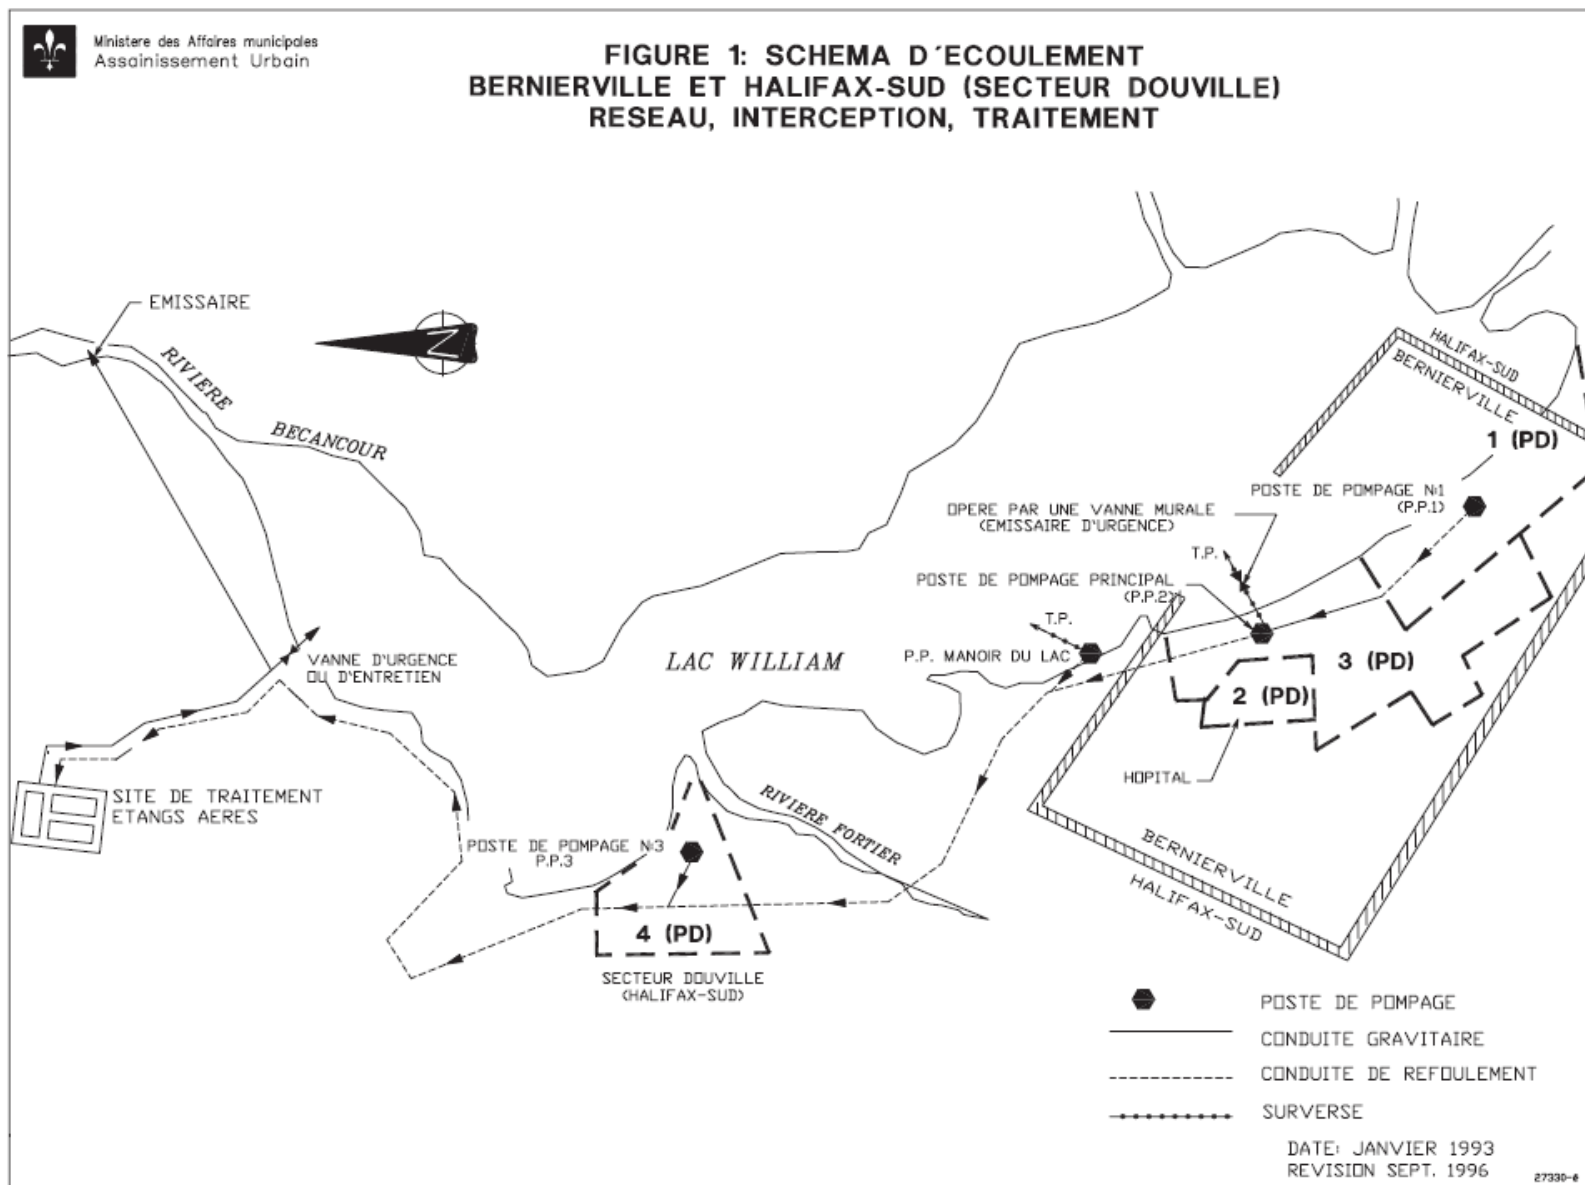 Ministere des Affaires municipales
Assainissement Urbain
FIGURE 1: SCHEMA D'ECOULEMENT
BERNIERVILLE ET HALIFAX-SUD (SECTEUR DOUVILLE)
RESEAU, INTERCEPTION, TRAITEMENT
EMISSAIRE
RIVIERE
BECANCOUR
N
HALIFAX-SUD
BERNIERVILLE
1 (PD)
POSTE DE POMPAGE N°1
(P.P.1)
OPERE PAR UNE VANNE MURALE
(EMISSAIRE D'URGENCE)
T.P.
POSTE DE POMPAGE PRINCIPAL
(P.P.2)
T.P.
P.P. MANOIR DU LAC
LAC WILLIAM
3 (PD)
2 (PD)
HOPITAL
VANNE D'URGENCE
OU D'ENTRETIEN
SITE DE TRAITEMENT
ETANGS AERES
RIVIERE FORTIER
POSTE DE POMPAGE N°3
P.P.3
4 (PD)
SECTEUR DOUVILLE
(HALIFAX-SUD)
BERNIERVILLE
HALIFAX-SUD
POSTE DE POMPAGE
CONDUITE GRAVITAIRE
CONDUITE DE REFOULEMENT
SURVERSE
DATE: JANVIER 1993
REVISION SEPT. 1996
27330-6